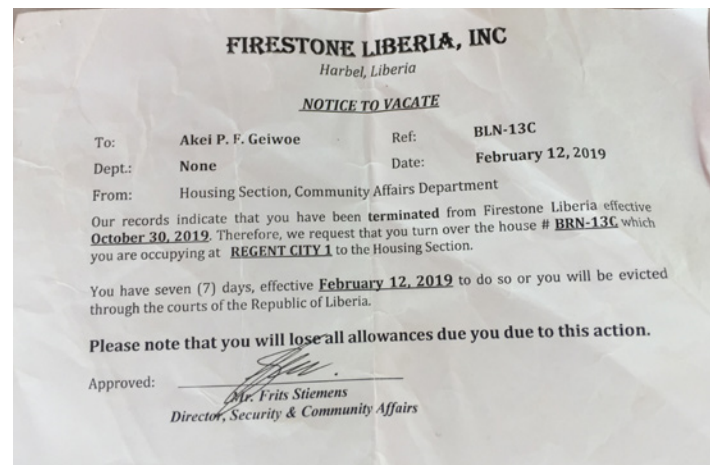 FIRESTONE LIBERIA, INC
Harbel, Liberia
NOTICE TO VACATE
To: Akei P. F. Geiwoe Ref: BLN-13C
Dept.: None Date: February 12, 2019
From: Housing Section, Community Affairs Department
Our records indicate that you have been terminated from Firestone Liberia effective
October 30, 2019. Therefore, we request that you turn over the house # BRN-13C which
you are occupying at REGENT CITY 1 to the Housing Section.
You have seven (7) days, effective February 12, 2019 to do so or you will be evicted
through the courts of the Republic of Liberia.
Please note that you will lose all allowances due you due to this action.
Approved:
Mr. Frits Stiemens
Director, Security & Community Affairs